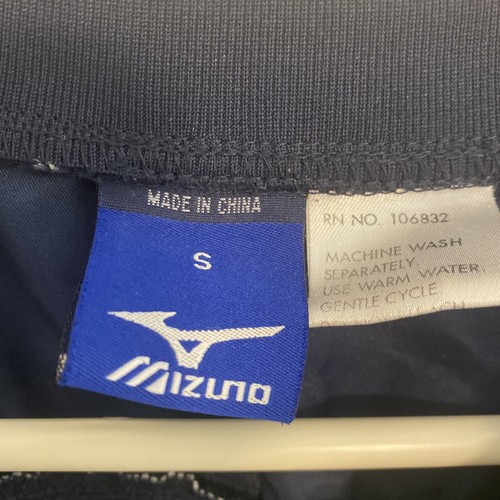 MADE IN CHINA
S
MIZUNO
RN NO. 106832
MACHINE WASH
SEPARATELY.
USE WARM WATER.
GENTLE CYCLE